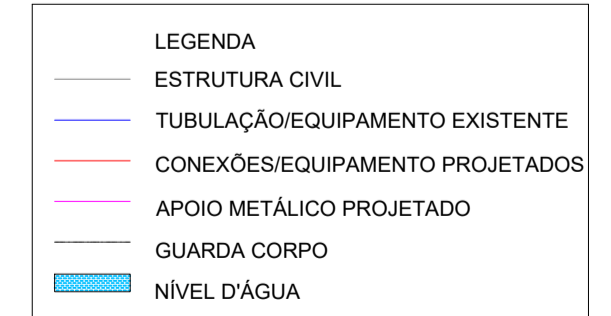 LEGENDA
ESTRUTURA CIVIL
TUBULAÇÃO/EQUIPAMENTO EXISTENTE
CONEXÕES/EQUIPAMENTO PROJETADOS
APOIO METÁLICO PROJETADO
GUARDA CORPO
NÍVEL D'ÁGUA